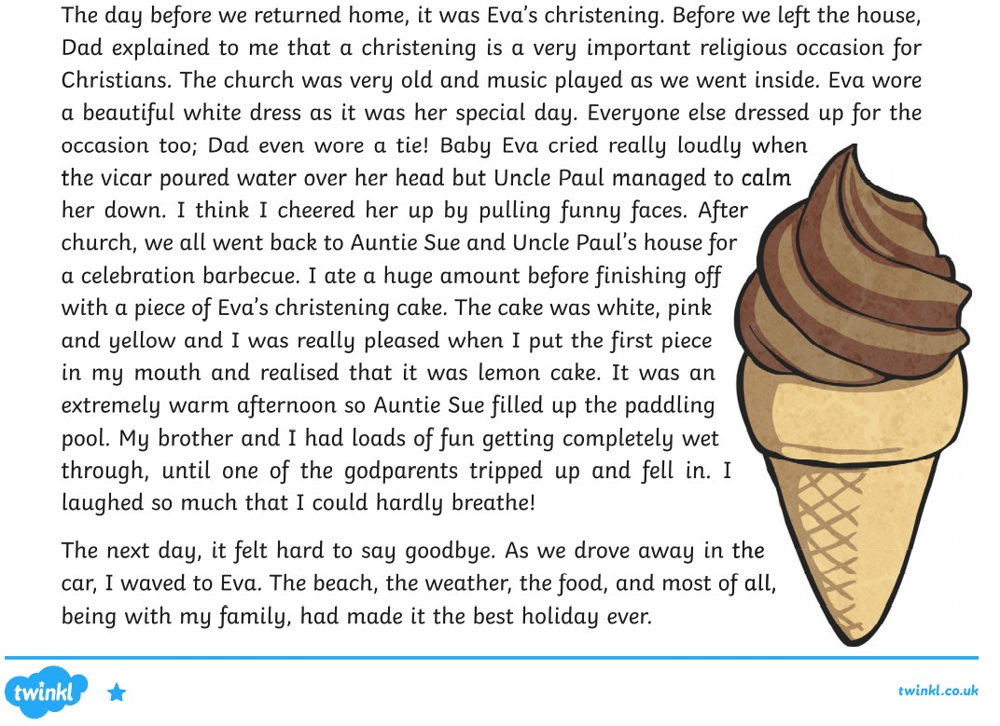 The day before we returned home, it was Eva's christening. Before we left the house,
Dad explained to me that a christening is a very important religious occasion for
Christians. The church was very old and music played as we went inside. Eva wore
a beautiful white dress as it was her special day. Everyone else dressed up for the
occasion too; Dad even wore a tie! Baby Eva cried really loudly when
the vicar poured water over her head but Uncle Paul managed to calm
her down. I think I cheered her up by pulling funny faces. After
church, we all went back to Auntie Sue and Uncle Paul's house for
a celebration barbecue. I ate a huge amount before finishing off
with a piece of Eva's christening cake. The cake was white, pink
and yellow and I was really pleased when I put the first piece
in my mouth and realised that it was lemon cake. It was an
extremely warm afternoon so Auntie Sue filled up the paddling
pool. My brother and I had loads of fun getting completely wet
through, until one of the godparents tripped up and fell in. I
laughed so much that I could hardly breathe!
The next day, it felt hard to say goodbye. As we drove away in the
car, I waved to Eva. The beach, the weather, the food, and most of all,
being with my family, had made it the best holiday ever.
twinkl
twinkl.co.uk